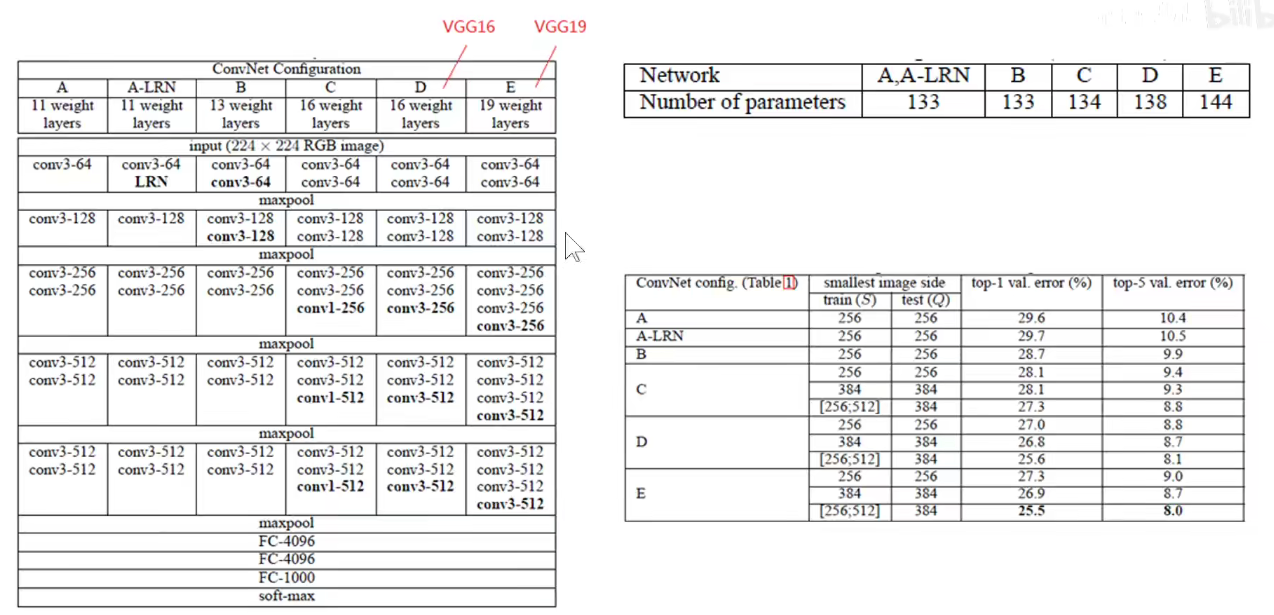 VGG16 VGG19
ConvNet Configuration
A A-LRN B C D E
11 weight 11 weight 13 weight 16 weight 16 weight 19 weight
layers layers layers layers layers layers
input (224 × 224 RGB image)
conv3-64 conv3-64 conv3-64 conv3-64 conv3-64 conv3-64
LRN conv3-64 conv3-64 conv3-64 conv3-64
maxpool
conv3-128 conv3-128 conv3-128 conv3-128 conv3-128 conv3-128
conv3-128 conv3-128 conv3-128 conv3-128
maxpool
conv3-256 conv3-256 conv3-256 conv3-256 conv3-256 conv3-256
conv3-256 conv3-256 conv3-256 conv3-256 conv3-256 conv3-256
conv1-256 conv3-256 conv3-256
conv3-256
maxpool
conv3-512 conv3-512 conv3-512 conv3-512 conv3-512 conv3-512
conv3-512 conv3-512 conv3-512 conv3-512 conv3-512 conv3-512
conv1-512 conv3-512 conv3-512
conv3-512
maxpool
conv3-512 conv3-512 conv3-512 conv3-512 conv3-512 conv3-512
conv3-512 conv3-512 conv3-512 conv3-512 conv3-512 conv3-512
conv1-512 conv3-512 conv3-512
conv3-512
maxpool
FC-4096
FC-4096
FC-1000
soft-max
Network A,A-LRN B C D E
Number of parameters 133 133 134 138 144
ConvNet config. (Table 1) smallest image side top-1 val. error (%) top-5 val. error (%)
train (S) test (Q)
A 256 256 29.6 10.4
A-LRN 256 256 29.7 10.5
B 256 256 28.7 9.9
256 256 28.1 9.4
C 384 384 28.1 9.3
[256;512] 384 27.3 8.8
256 256 27.0 8.8
D 384 384 26.8 8.7
[256;512] 384 25.6 8.1
256 256 27.3 9.0
E 384 384 26.9 8.7
[256;512] 384 25.5 8.0